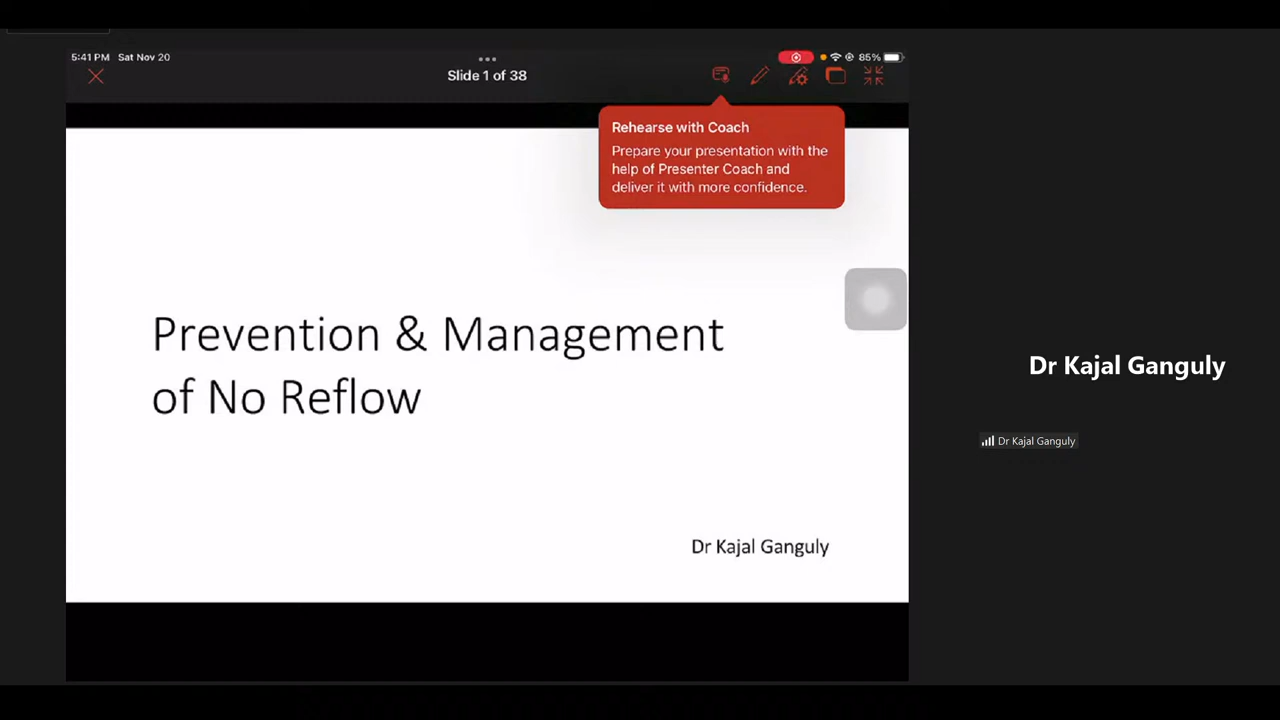 5:41 PM Sat Nov 20
85%
Slide 1 of 38
Rehearse with Coach
Prepare your presentation with the
help of Presenter Coach and
deliver it with more confidence.
Prevention & Management
of No Reflow
Dr Kajal Ganguly
Dr Kajal Ganguly
Dr Kajal Ganguly